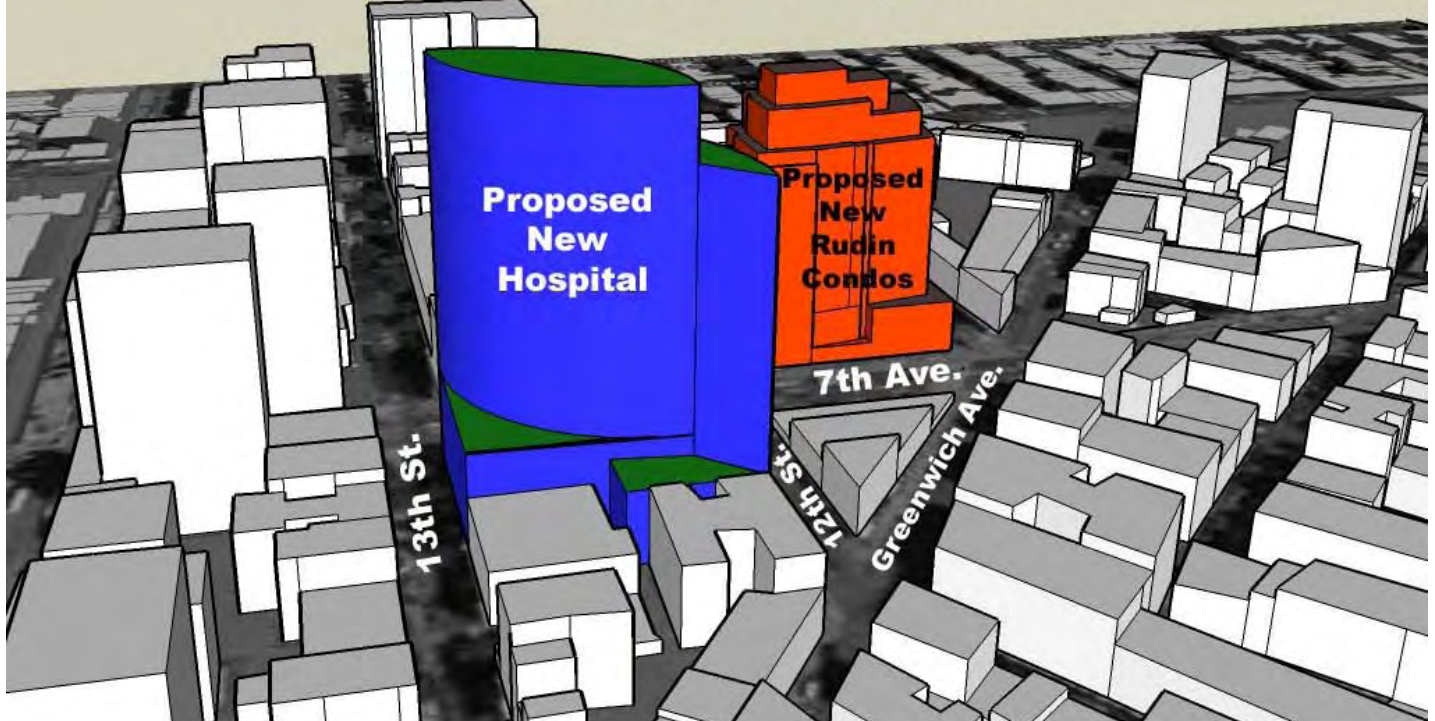 Proposed
New
Hospital
Proposed
New
Rudin
Condos
7th Ave.
13th St.
12th St.
Greenwich Ave.